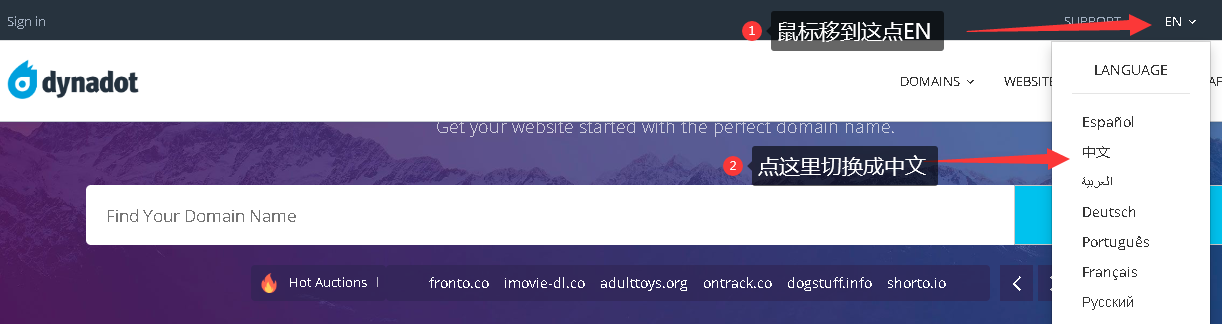 Sign in
1 鼠标移到这点EN
SUPPORT
EN
dynadot
DOMAINS
WEBSITE
AF
LANGUAGE
Get your website started with the perfect domain name.
Español
2 点这里切换成中文
中文
العربية
Deutsch
Find Your Domain Name
Português
Français
Русский
Hot Auctions
fronto.co imovie-dl.co adulttoys.org ontrack.co dogstuff.info shorto.io